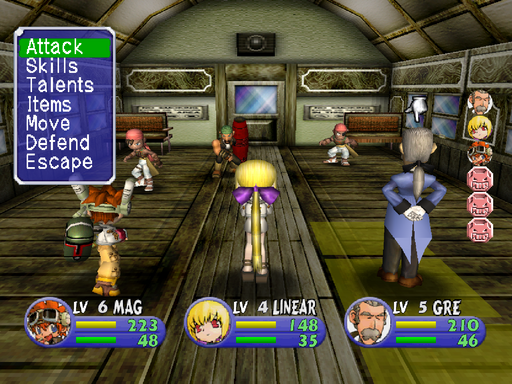 Attack
Skills
Talents
Items
Move
Defend
Escape
LV 6 MAG
223
48
LV 4 LINEAR
148
35
LV 5 GRE
210
46